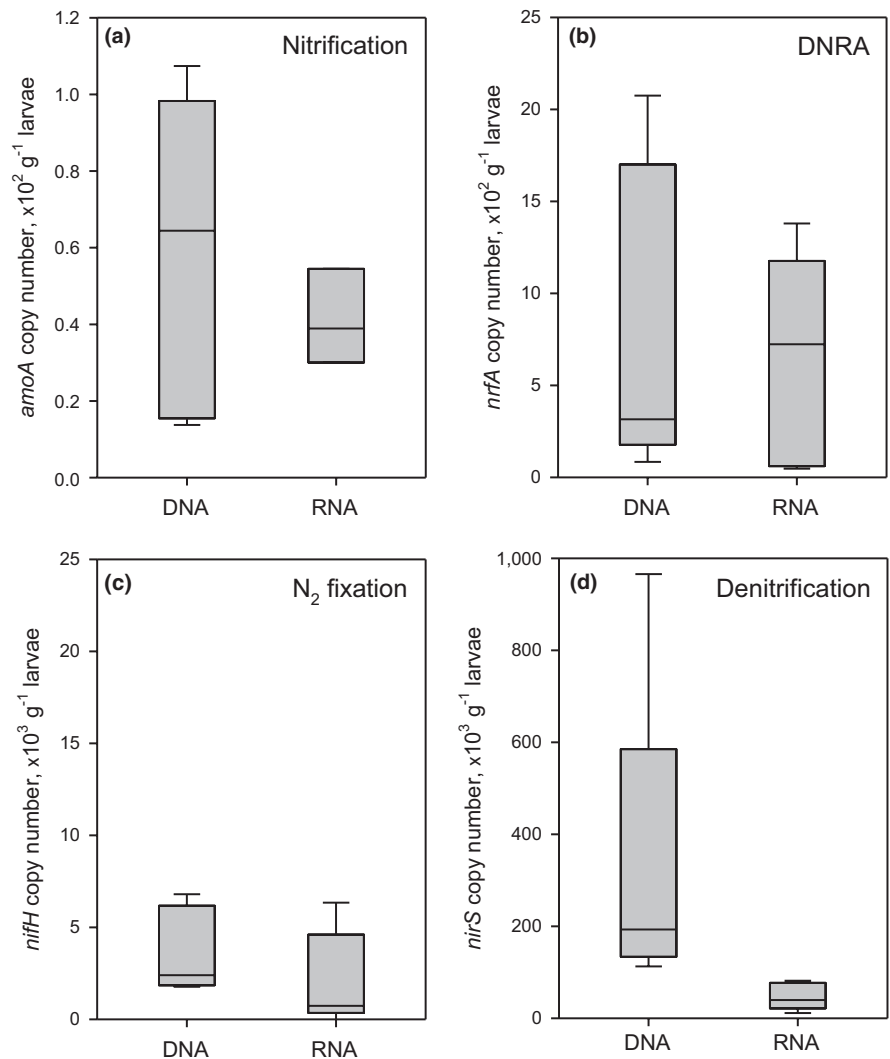 (a) Nitrification
amoA copy number, x10² g⁻¹ larvae
1.2
1.0
0.8
0.6
0.4
0.2
0.0
DNA RNA
(b) DNRA
nrfA copy number, x10² g⁻¹ larvae
25
20
15
10
5
0
DNA RNA
(c) N₂ fixation
nifH copy number, x10³ g⁻¹ larvae
25
20
15
10
5
0
DNA RNA
(d) Denitrification
nirS copy number, x10³ g⁻¹ larvae
1,000
800
600
400
200
0
DNA RNA